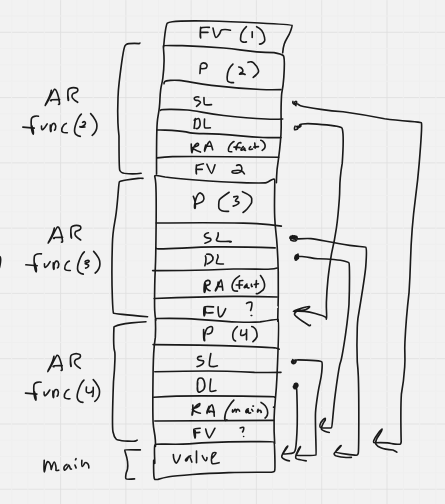 FV (1)
P (2)
SL
DL
RA (fact)
FV 2
AR
func(2)
P (3)
SL
DL
RA (fact)
FV ?
AR
func(3)
P (4)
SL
DL
RA (main)
FV ?
AR
func(4)
value
main